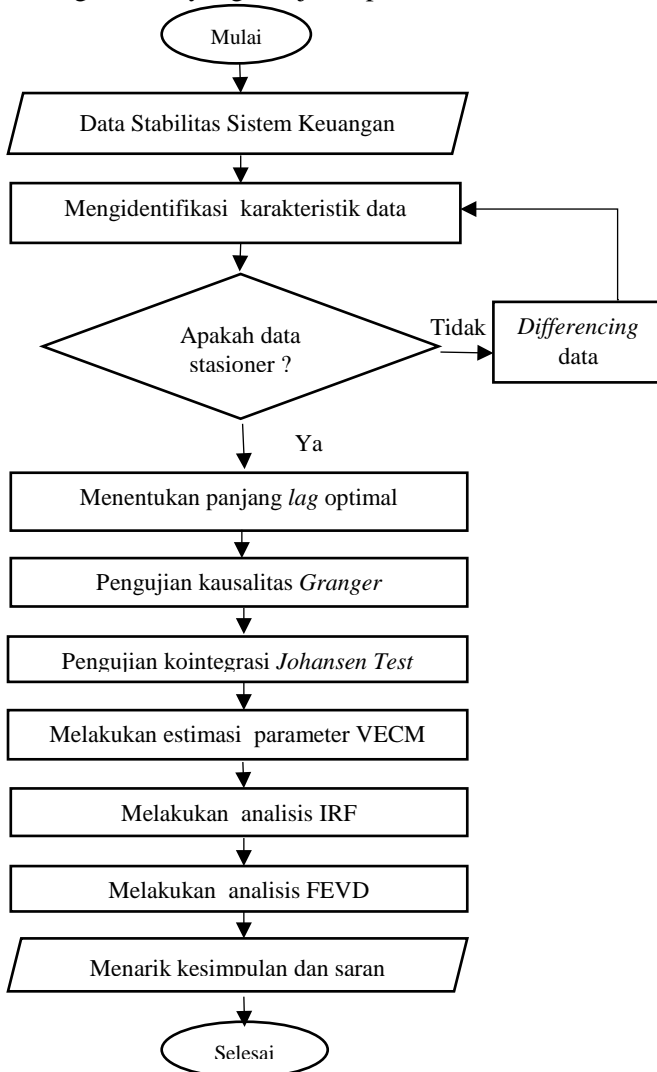 Mulai
Data Stabilitas Sistem Keuangan
Mengidentifikasi karakteristik data
Apakah data
stasioner ?
Tidak
Differencing
data
Ya
Menentukan panjang lag optimal
Pengujian kausalitas Granger
Pengujian kointegrasi Johansen Test
Melakukan estimasi parameter VECM
Melakukan analisis IRF
Melakukan analisis FEVD
Menarik kesimpulan dan saran
Selesai